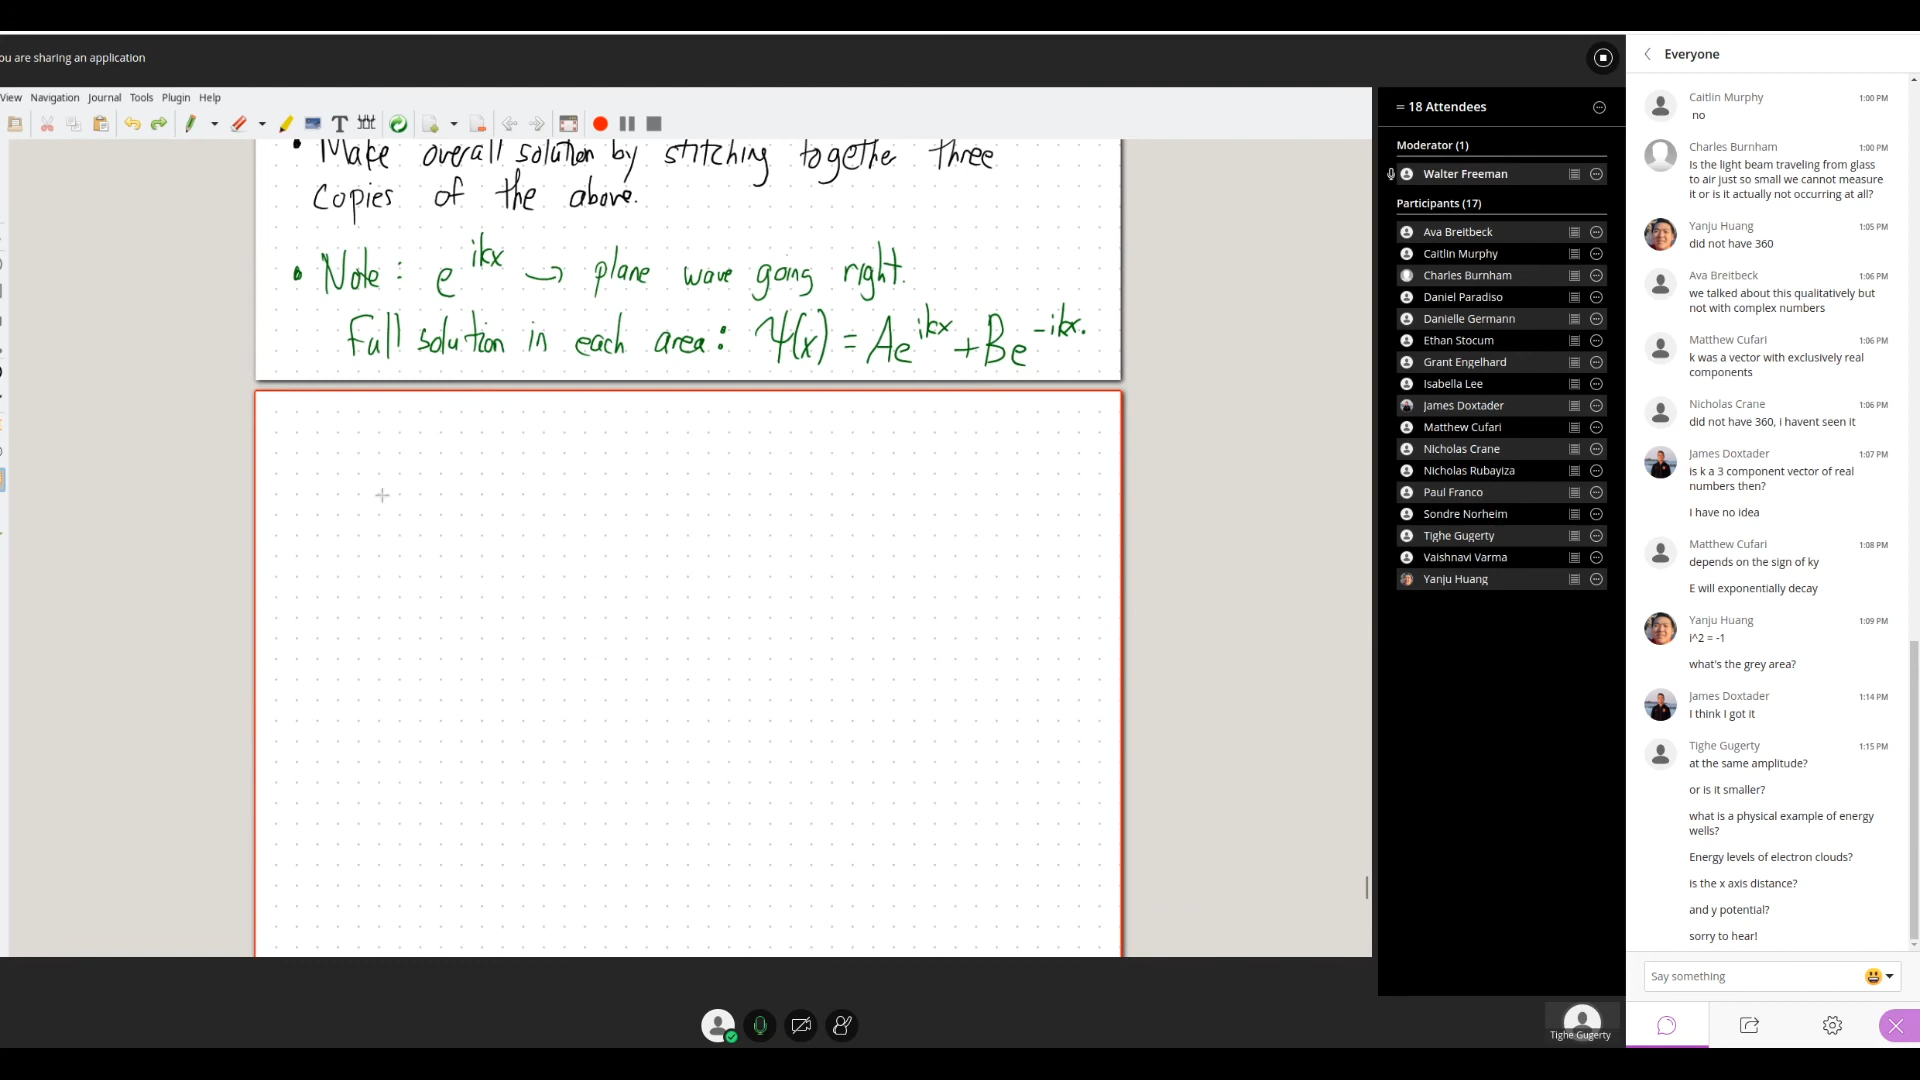 ou are sharing an application
View Navigation Journal Tools Plugin Help
• Make overall solution by stitching together three
copies of the above.
• Note: e^ikx → plane wave going right.
Full solution in each area: Ψ(x) = Ae^ikx + Be^-ikx.
18 Attendees
Moderator (1)
Walter Freeman
Participants (17)
Ava Breitbeck
Caitlin Murphy
Charles Burnham
Daniel Paradiso
Danielle Germann
Ethan Stocum
Grant Engelhard
Isabella Lee
James Doxtader
Matthew Cufari
Nicholas Crane
Nicholas Rubayiza
Paul Franco
Sondre Norheim
Tighe Gugerty
Vaishnavi Varma
Yanju Huang
Tighe Gugerty
Everyone
Caitlin Murphy 1:00 PM
no
Charles Burnham 1:00 PM
Is the light beam traveling from glass
to air just so small we cannot measure
it or is it actually not occurring at all?
Yanju Huang 1:05 PM
did not have 360
Ava Breitbeck 1:06 PM
we talked about this qualitatively but
not with complex numbers
Matthew Cufari 1:06 PM
k was a vector with exclusively real
components
Nicholas Crane 1:06 PM
did not have 360, i havent seen it
James Doxtader 1:07 PM
is k a 3 component vector of real
numbers then?
I have no idea
Matthew Cufari 1:08 PM
depends on the sign of ky
E will exponentially decay
Yanju Huang 1:09 PM
i^2 = -1
what's the grey area?
James Doxtader 1:14 PM
I think I got it
Tighe Gugerty 1:15 PM
at the same amplitude?
or is it smaller?
what is a physical example of energy
wells?
Energy levels of electron clouds?
is the x axis distance?
and y potential?
sorry to hear!
Say something